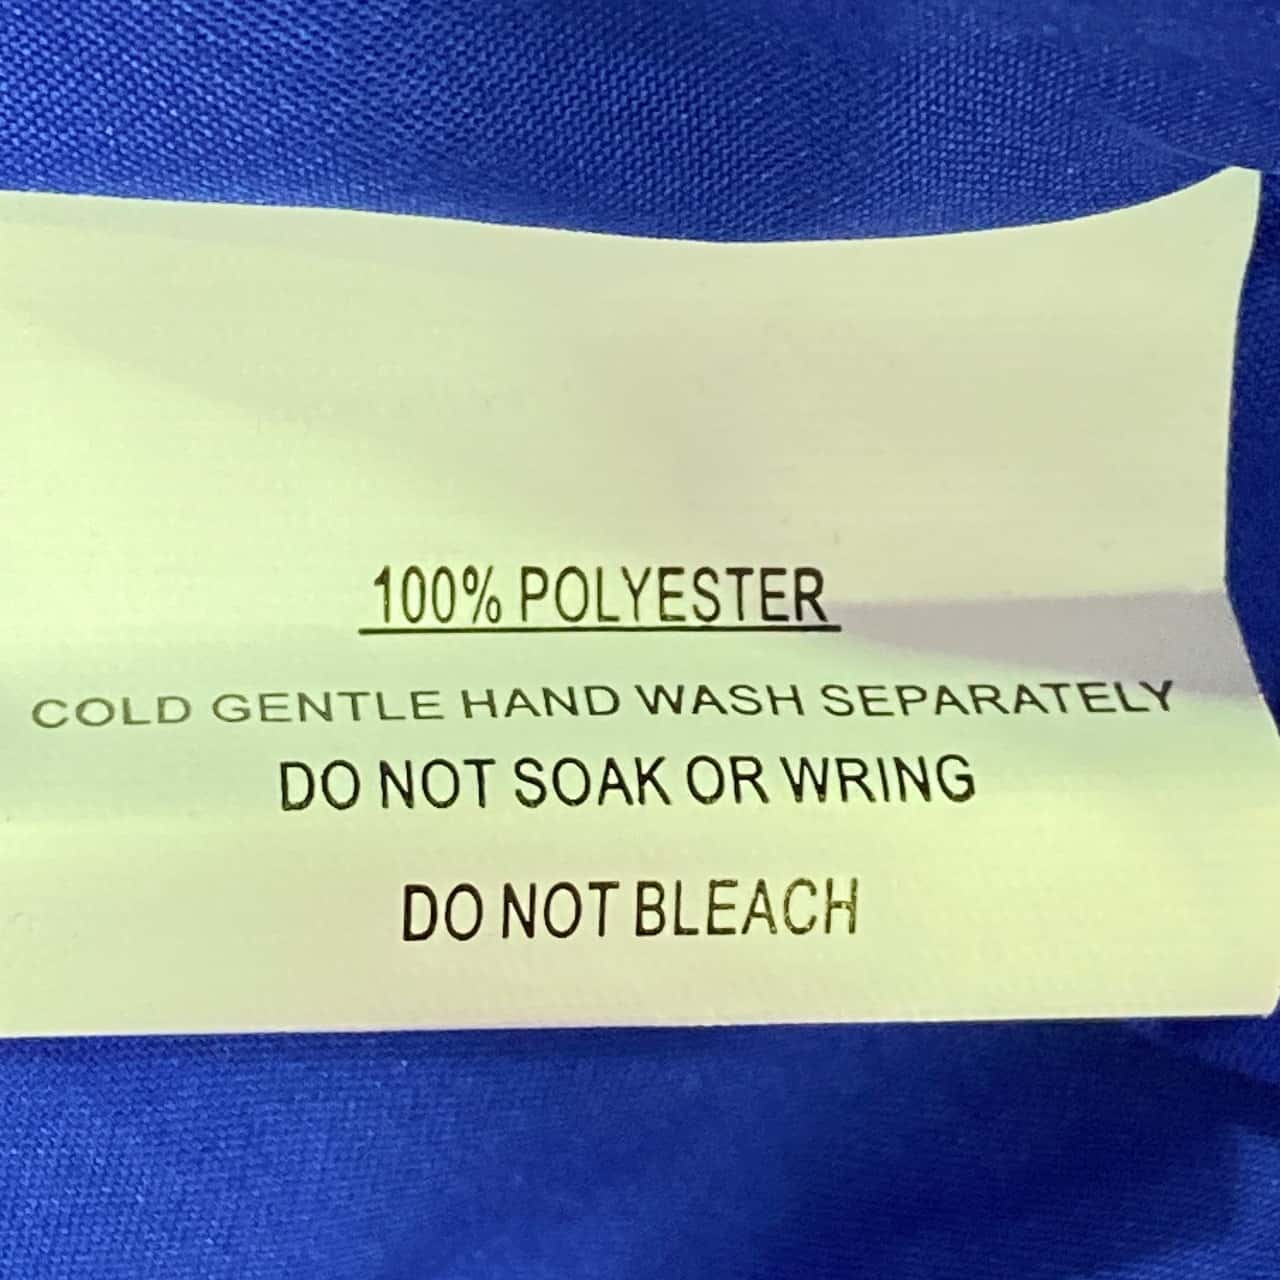 100% POLYESTER
COLD GENTLE HAND WASH SEPARATELY
DO NOT SOAK OR WRING
DO NOT BLEACH